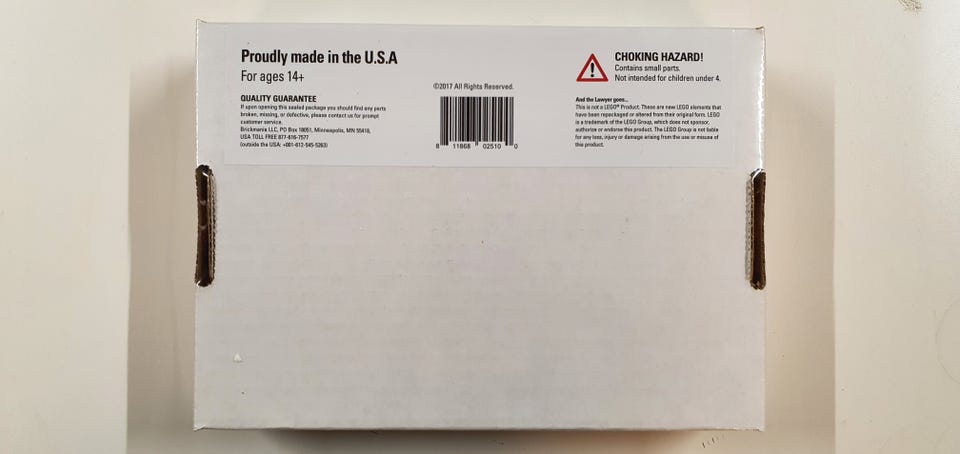 Proudly made in the U.S.A
For ages 14+
QUALITY GUARANTEE
If upon opening this sealed package you should find any parts
broken, missing, or defective, please contact us for prompt
customer service.
Brickmania LLC, PO Box 18051, Minneapolis, MN 55418,
USA TOLL FREE 877-816-7577
(outside the USA: +001-612-545-5263)
©2017 All Rights Reserved.
8 11868 02510 0
CHOKING HAZARD!
Contains small parts.
Not intended for children under 4.
And the Lawyer goes...
This is not a LEGO® Product. These are new LEGO elements that
have been repackaged or altered from their original form. LEGO
is a trademark of the LEGO Group, which does not sponsor,
authorize or endorse this product. The LEGO Group is not liable
for any loss, injury or damage arising from the use or misuse of
this product.